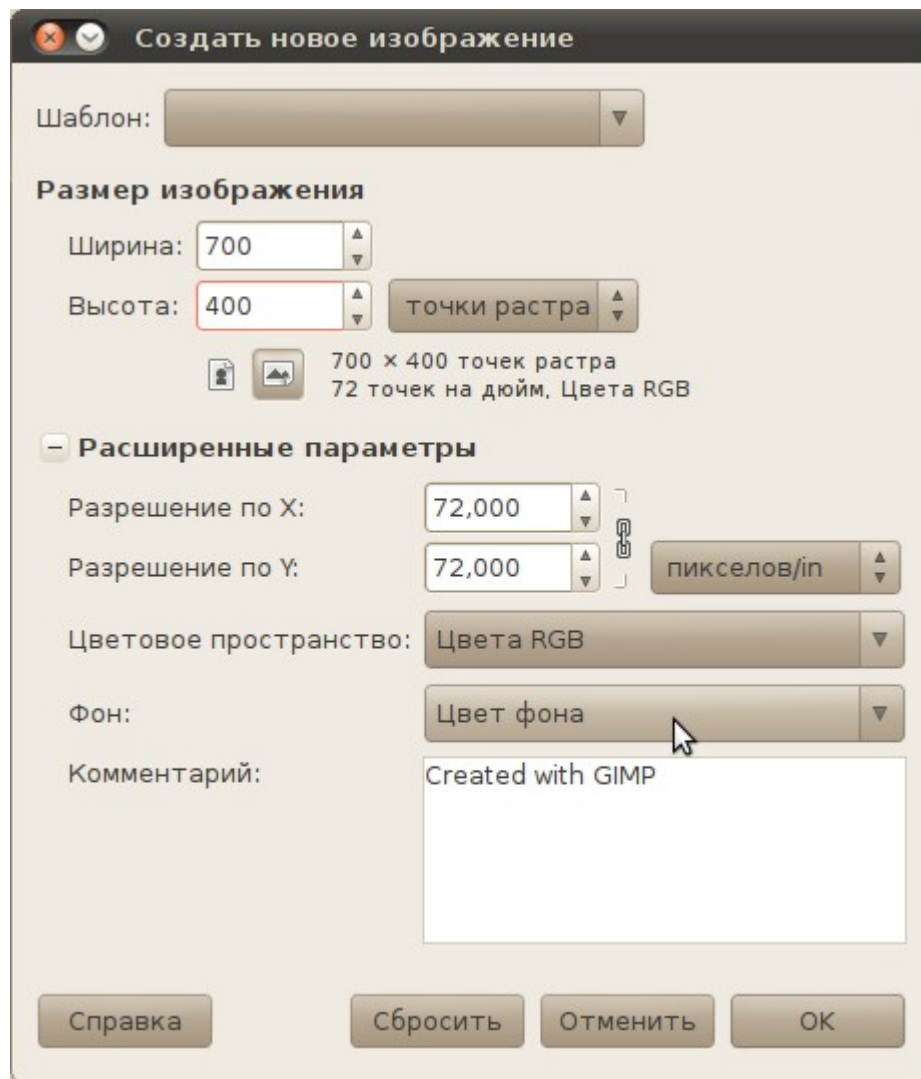 Создать новое изображение
Шаблон:
Размер изображения
Ширина: 700
Высота: 400 точки растра
700 × 400 точек растра
72 точек на дюйм, Цвета RGB
Расширенные параметры
Разрешение по X: 72,000
Разрешение по Y: 72,000 пикселов/in
Цветовое пространство: Цвета RGB
Фон: Цвет фона
Комментарий: Created with GIMP
Справка Сбросить Отменить OK